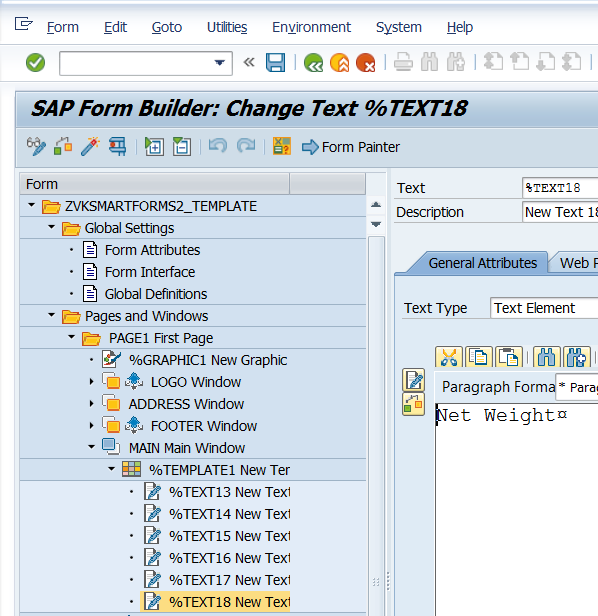 Form Edit Goto Utilities Environment System Help
SAP Form Builder: Change Text %TEXT18
Form Painter
Form
ZVKSMARTFORMS2_TEMPLATE
Global Settings
Form Attributes
Form Interface
Global Definitions
Pages and Windows
PAGE1 First Page
%GRAPHIC1 New Graphic
LOGO Window
ADDRESS Window
FOOTER Window
MAIN Main Window
%TEMPLATE1 New Ter
%TEXT13 New Text
%TEXT14 New Text
%TEXT15 New Text
%TEXT16 New Text
%TEXT17 New Text
%TEXT18 New Text
Text %TEXT18
Description New Text 18
General Attributes Web P
Text Type Text Element
Paragraph Forma * Parag
Net Weight¤